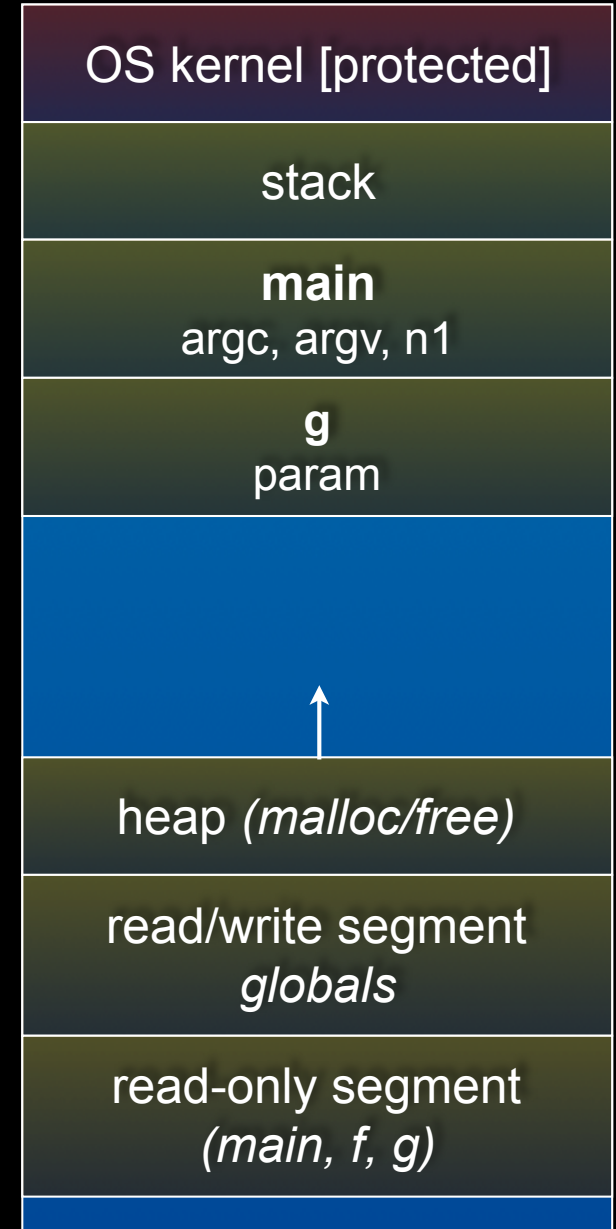 OS kernel [protected]
stack
main
argc, argv, n1
g
param
heap (malloc/free)
read/write segment
globals
read-only segment
(main, f, g)